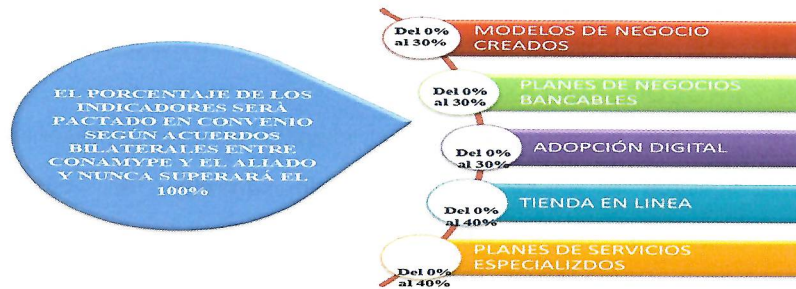 EL PORCENTAJE DE LOS
INDICADORES SERÁ
PACTADO EN CONVENIO
SEGÚN ACUERDOS
BILATERALES ENTRE
CONAMYPE Y EL ALIADO
Y NUNCA SUPERARÁ EL
100%
Del 0%
al 30%
MODELOS DE NEGOCIO
CREADOS
Del 0%
al 30%
PLANES DE NEGOCIOS
BANCABLES
Del 0%
al 30%
ADOPCIÓN DIGITAL
Del 0%
al 40%
TIENDA EN LINEA
Del 0%
al 40%
PLANES DE SERVICIOS
ESPECIALIZDOS